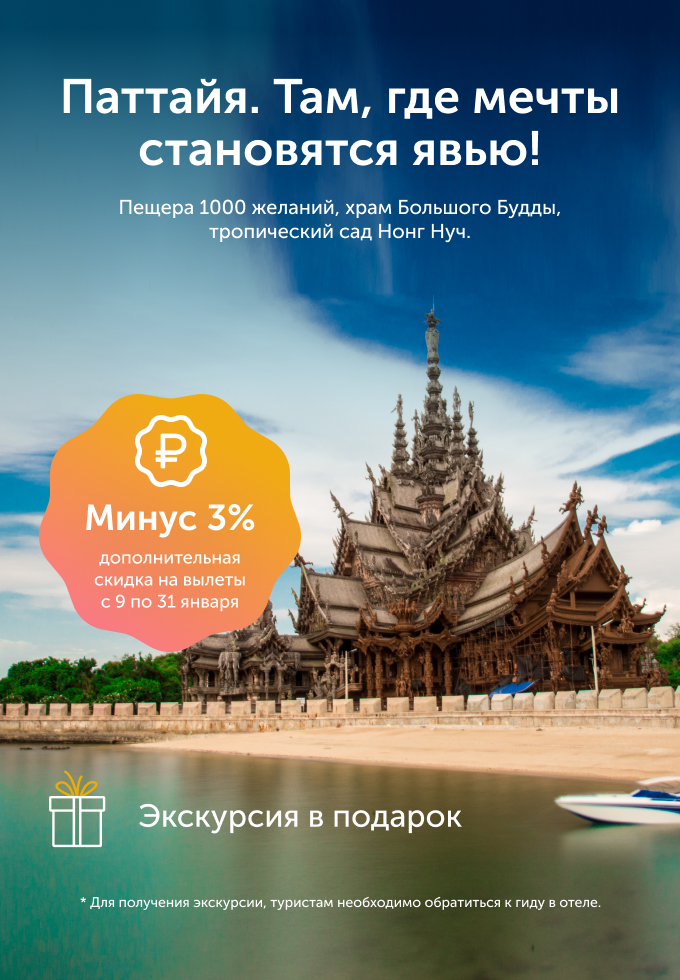 Паттайя. Там, где мечты
становятся явью!
Пещера 1000 желаний, храм Большого Будды,
тропический сад Нонг Нуч.
₽
Минус 3%
дополнительная
скидка на вылеты
с 9 по 31 января
Экскурсия в подарок
* Для получения экскурсии, туристам необходимо обратиться к гиду в отеле.